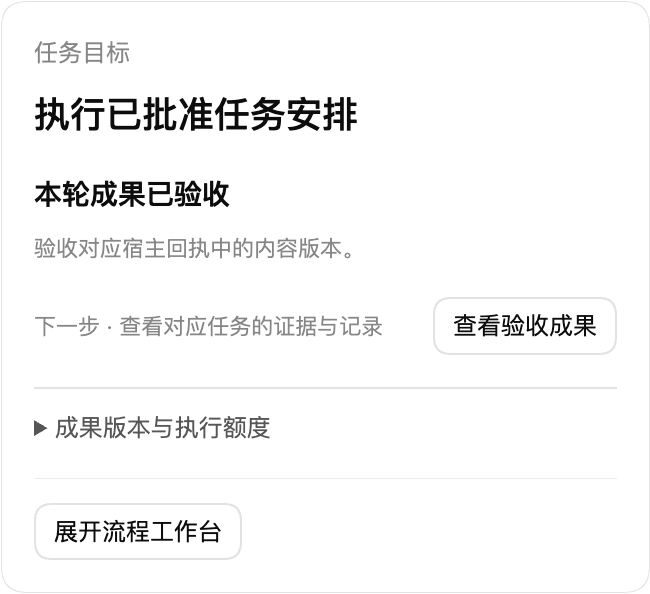 任务目标
执行已批准任务安排
本轮成果已验收
验收对应宿主回执中的内容版本。
下一步 · 查看对应任务的证据与记录
查看验收成果
▶ 成果版本与执行额度
展开流程工作台